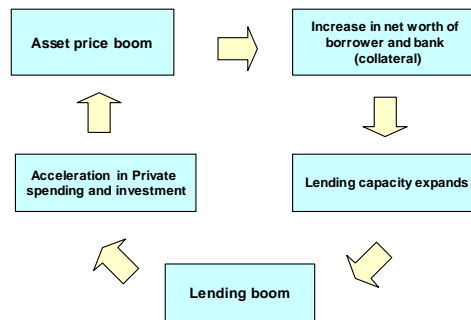 Asset price boom
Increase in net worth of
borrower and bank
(collateral)
Acceleration in Private
spending and investment
Lending capacity expands
Lending boom